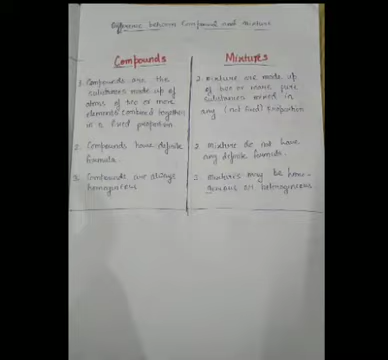 Difference between Compound and mixture
Compounds
1. Compounds are the
substances made up of
atoms of two or more
elements combined together
in a fixed proportion
2. Compounds have definite
formula.
3. Compounds are always
homogeneous
Mixtures
mixture are made up
of two or more pure
substances mixed in
any (not fixed) proportion
2 Mixture do not have
any definite formula.
3 Mixtures may be homo-
geneous or heterogeneous